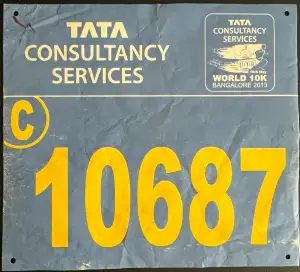 TATA
CONSULTANCY
SERVICES
TATA
CONSULTANCY
SERVICES
WORLD 10K
BANGALORE 2013
C
10687